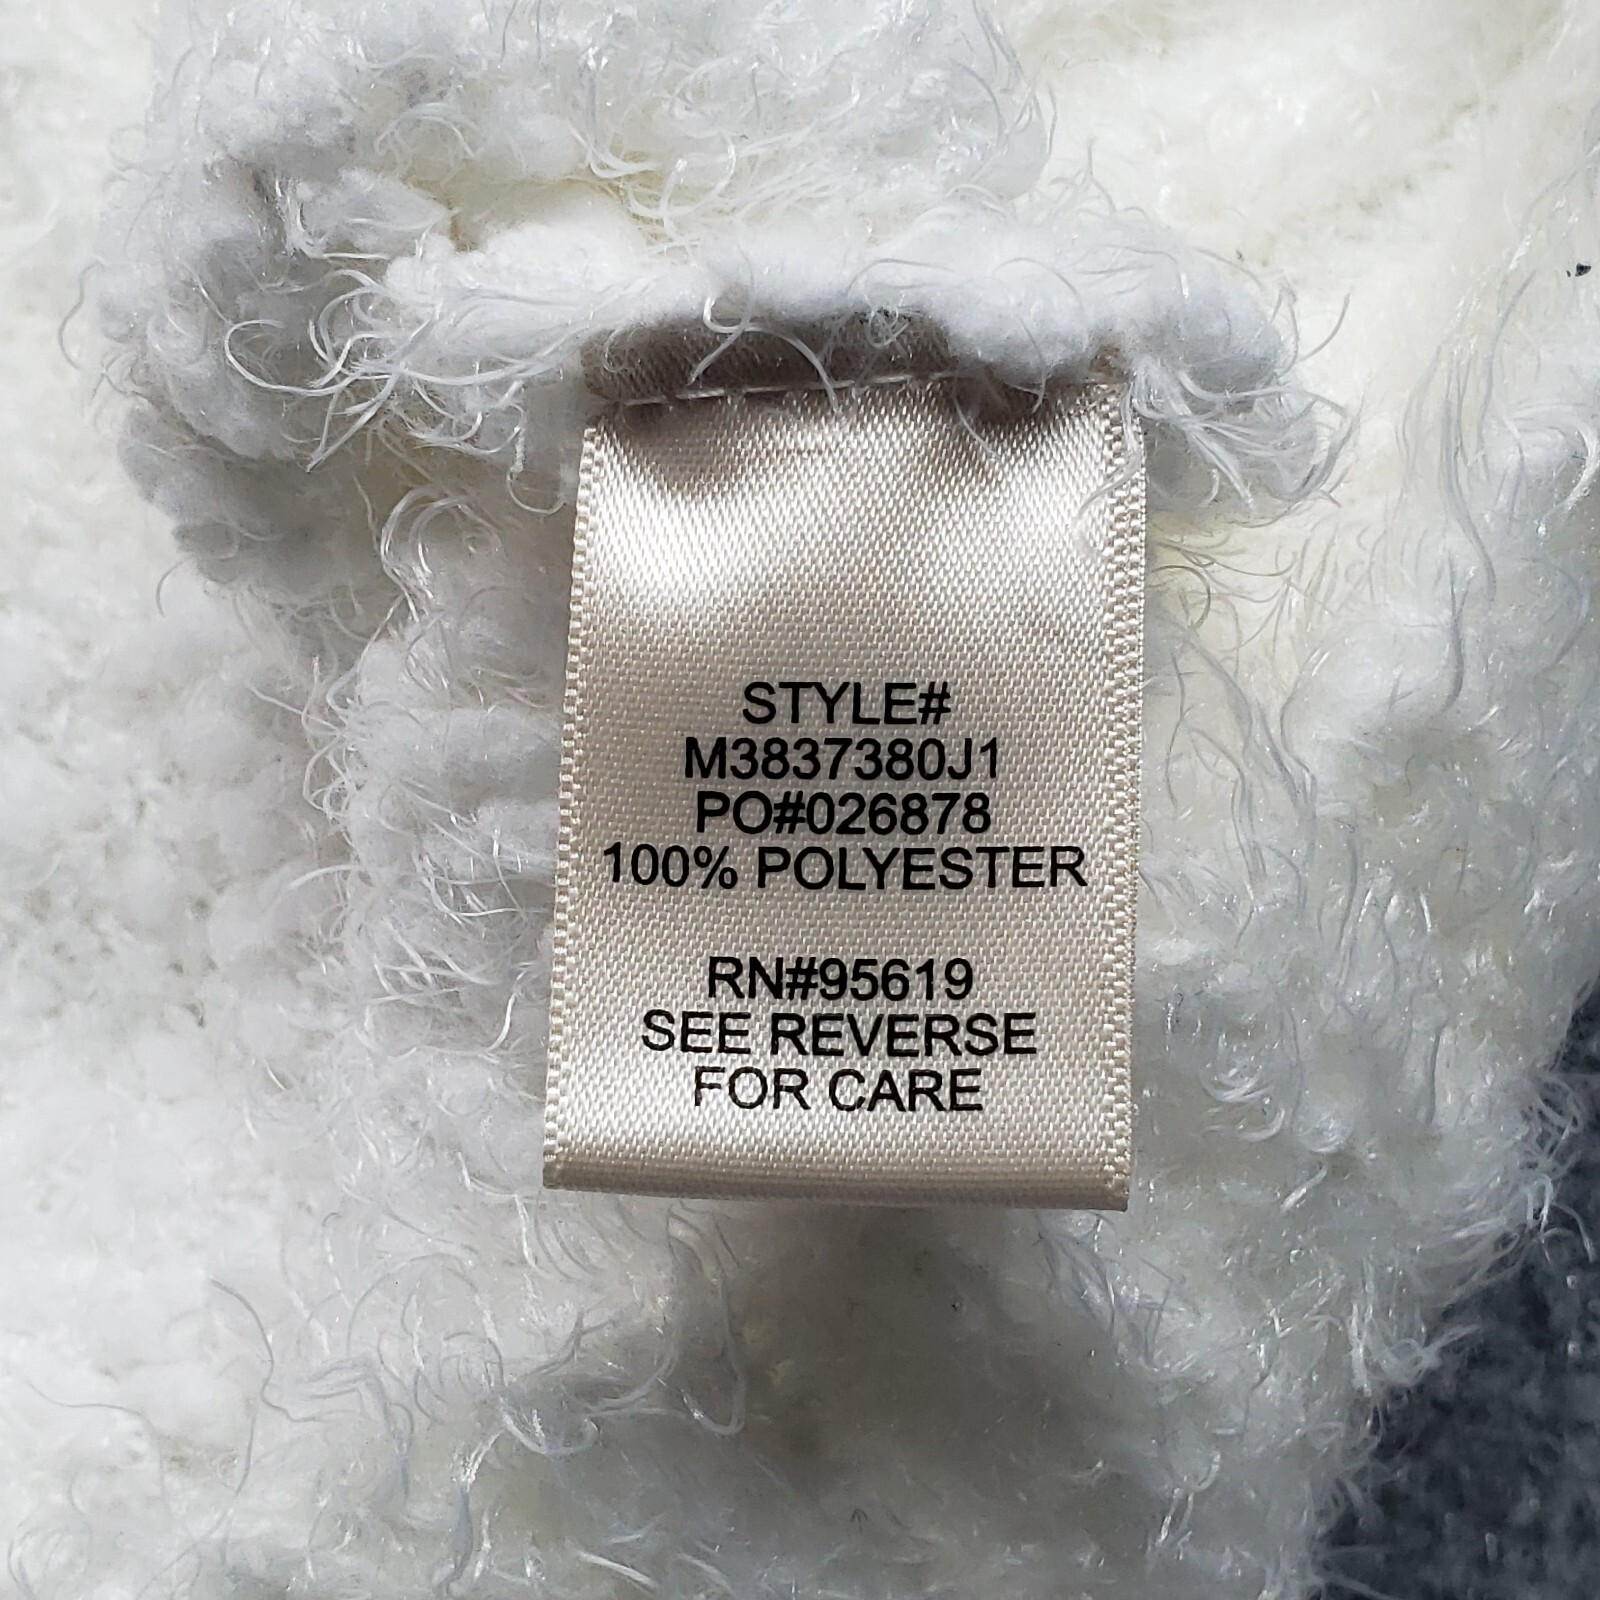 STYLE#
M3837380J1
PO#026878
100% POLYESTER
RN#95619
SEE REVERSE
FOR CARE